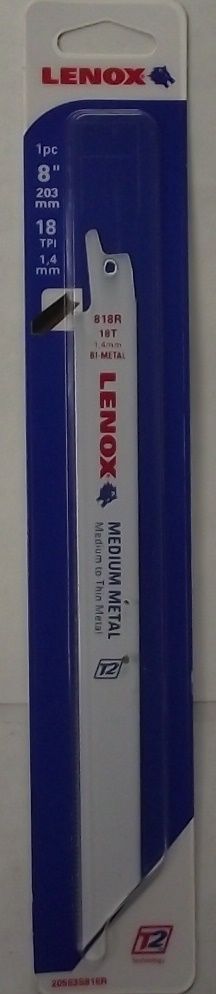 LENOX
1pc
8"
203
mm
18
TPI
1,4
mm
818R
18T
1,4mm
BI-METAL
LENOX
MEDIUM METAL
Medium to Thin Metal
T2
T2
Technology
20563S818R